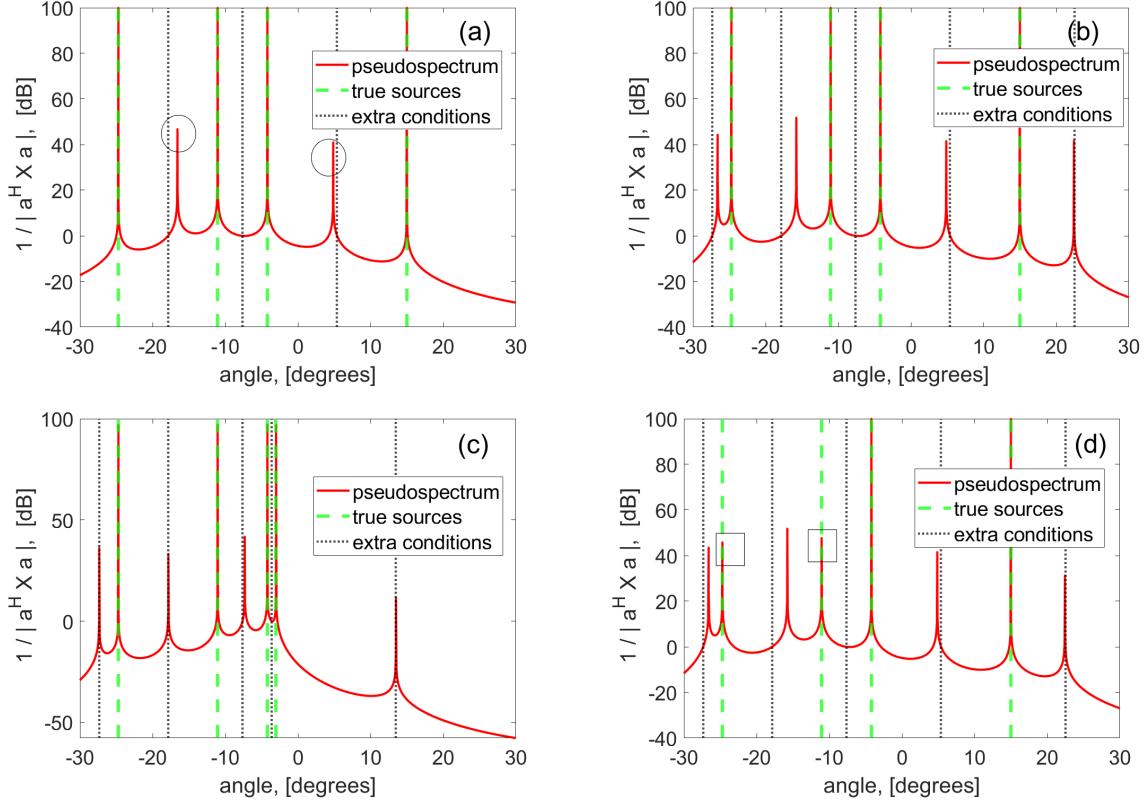 (a)
1 / | a^H X a |, [dB]
100
80
60
40
20
0
-20
-40
pseudospectrum
true sources
extra conditions
-30 -20 -10 0 10 20 30
angle, [degrees]
(b)
1 / | a^H X a |, [dB]
100
80
60
40
20
0
-20
-40
pseudospectrum
true sources
extra conditions
-30 -20 -10 0 10 20 30
angle, [degrees]
(c)
1 / | a^H X a |, [dB]
100
50
0
-50
pseudospectrum
true sources
extra conditions
-30 -20 -10 0 10 20 30
angle, [degrees]
(d)
1 / | a^H X a |, [dB]
100
80
60
40
20
0
-20
-40
pseudospectrum
true sources
extra conditions
-30 -20 -10 0 10 20 30
angle, [degrees]